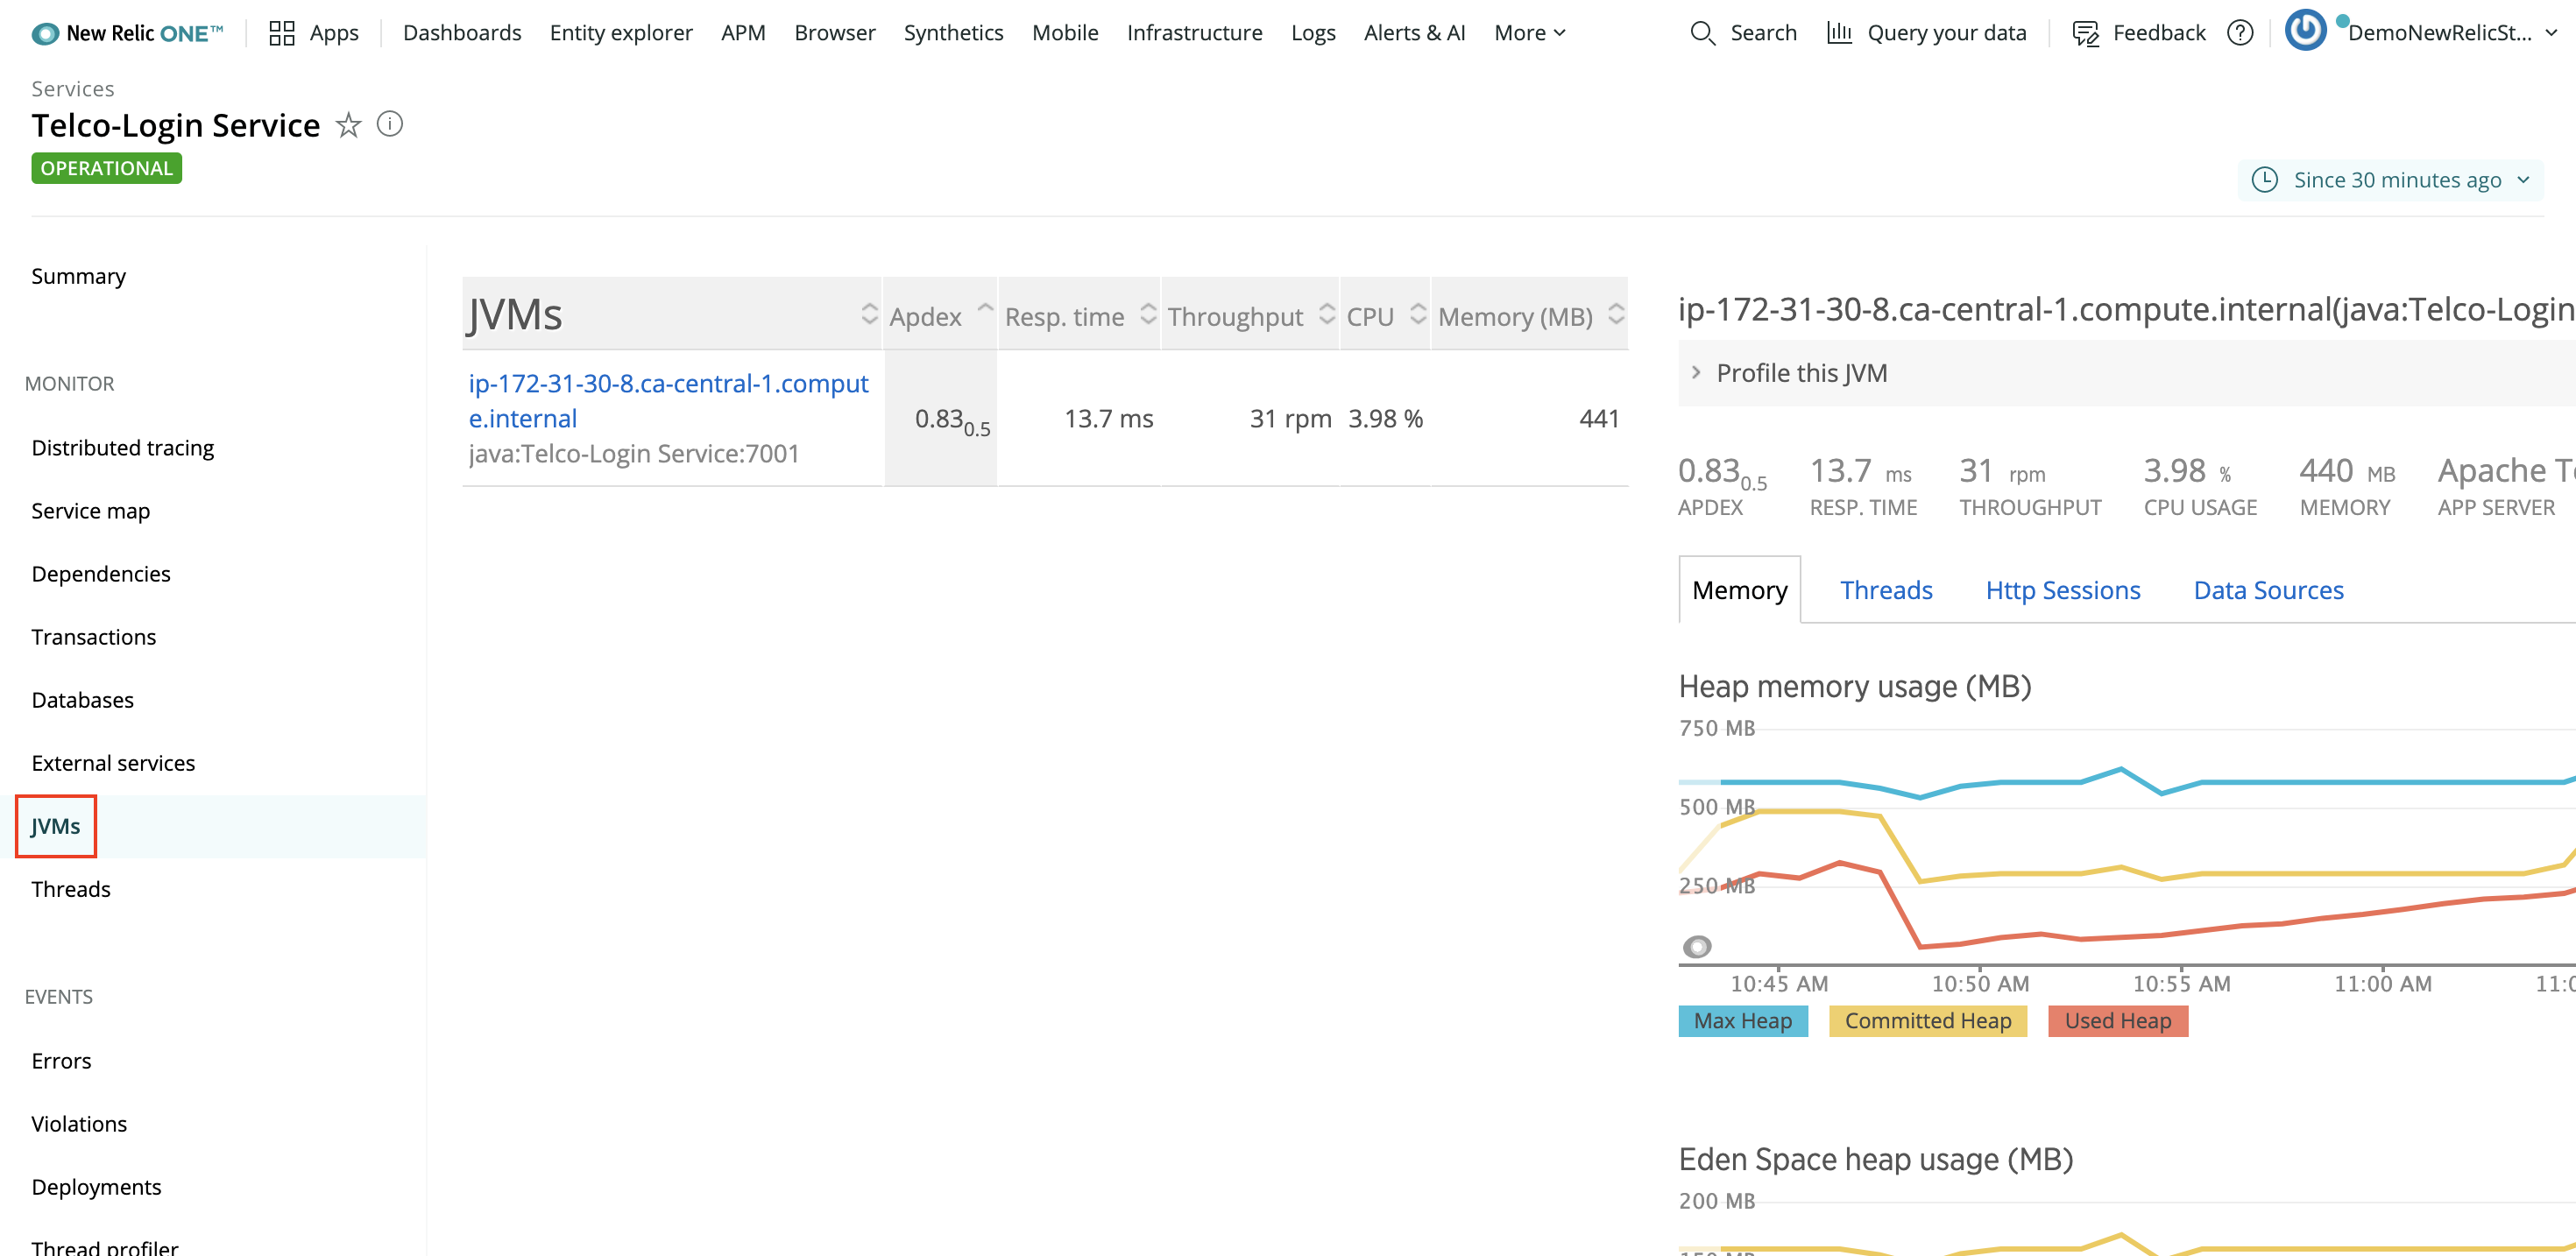 New Relic ONE™ Apps Dashboards Entity explorer APM Browser Synthetics Mobile Infrastructure Logs Alerts & AI More Search Query your data Feedback ? DemoNewRelicSt...
Services
Telco-Login Service
OPERATIONAL
Since 30 minutes ago
Summary
MONITOR
Distributed tracing
Service map
Dependencies
Transactions
Databases
External services
JVMs
Threads
EVENTS
Errors
Violations
Deployments
Thread profiler
JVMs Apdex Resp. time Throughput CPU Memory (MB)
ip-172-31-30-8.ca-central-1.comput
e.internal
java:Telco-Login Service:7001
0.83 0.5 13.7 ms 31 rpm 3.98 % 441
ip-172-31-30-8.ca-central-1.compute.internal(java:Telco-Login
Profile this JVM
0.83 0.5 13.7 ms 31 rpm 3.98 % 440 MB Apache
APDEX RESP. TIME THROUGHPUT CPU USAGE MEMORY APP SERVER
Memory Threads Http Sessions Data Sources
Heap memory usage (MB)
750 MB
500 MB
250 MB
10:45 AM 10:50 AM 10:55 AM 11:00 AM
Max Heap Committed Heap Used Heap
Eden Space heap usage (MB)
200 MB